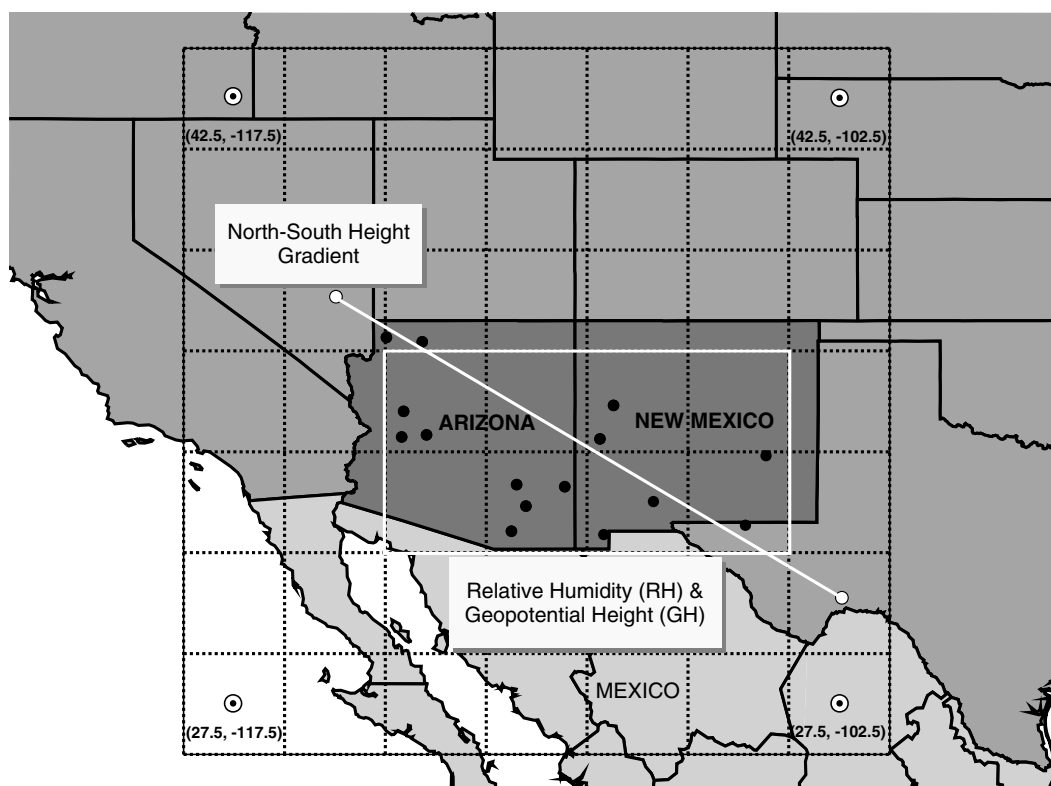 (42.5, -117.5)
(42.5, -102.5)
North-South Height
Gradient
ARIZONA
NEW MEXICO
Relative Humidity (RH) &
Geopotential Height (GH)
MEXICO
(27.5, -117.5)
(27.5, -102.5)